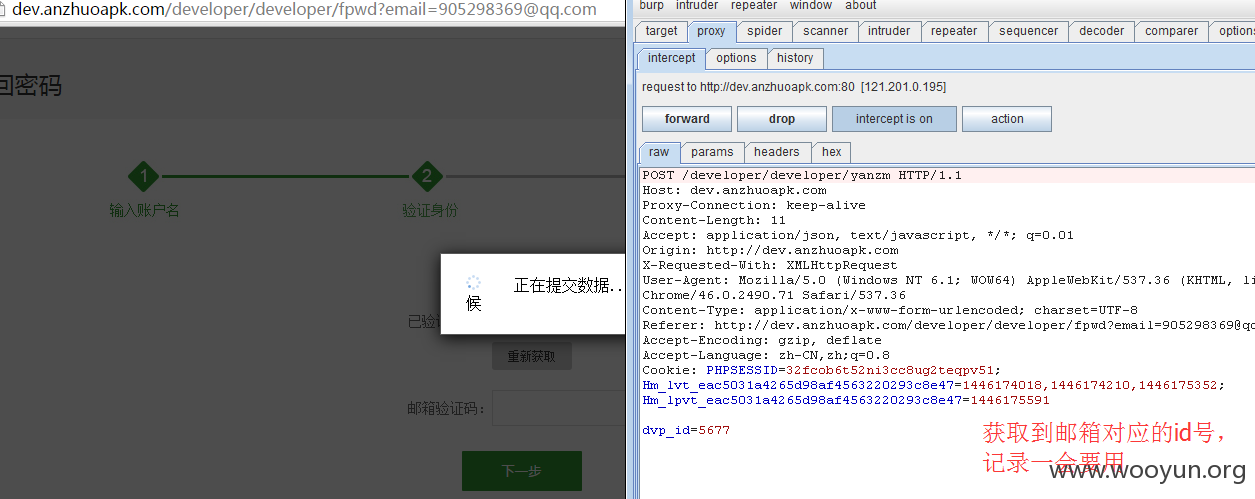 dev.anzhuoapk.com/developer/developer/fpwd?email=905298369@qq.com
回密码
1
2
输入账户名
验证身份
正在提交数据..
候
已验
重新获取
邮箱验证码：
下一步
burp intruder repeater window about
target proxy spider scanner intruder repeater sequencer decoder comparer options
intercept options history
request to http://dev.anzhuoapk.com:80 [121.201.0.195]
forward drop intercept is on action
raw params headers hex
POST /developer/developer/yanzm HTTP/1.1
Host: dev.anzhuoapk.com
Proxy-Connection: keep-alive
Content-Length: 11
Accept: application/json, text/javascript, */*; q=0.01
Origin: http://dev.anzhuoapk.com
X-Requested-With: XMLHttpRequest
User-Agent: Mozilla/5.0 (Windows NT 6.1; WOW64) AppleWebKit/537.36 (KHTML, li
Chrome/46.0.2490.71 Safari/537.36
Content-Type: application/x-www-form-urlencoded; charset=UTF-8
Referer: http://dev.anzhuoapk.com/developer/developer/fpwd?email=905298369@qq
Accept-Encoding: gzip, deflate
Accept-Language: zh-CN,zh;q=0.8
Cookie: PHPSESSID=32fcob6t52ni3cc8ug2teqpv51;
Hm_lvt_eac5031a4265d98af4563220293c8e47=1446174018,1446174210,1446175352;
Hm_lpvt_eac5031a4265d98af4563220293c8e47=1446175591
dvp_id=5677
获取到邮箱对应的id号，
记录一会要用
www.wooyun.org